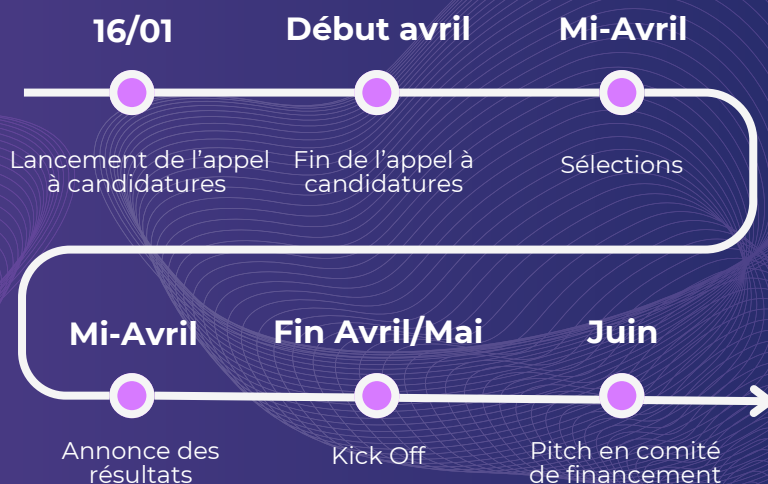 16/01
Début avril
Mi-Avril
Lancement de l'appel
à candidatures
Fin de l'appel à
candidatures
Sélections
Mi-Avril
Fin Avril/Mai
Juin
Annonce des
résultats
Kick Off
Pitch en comité
de financement